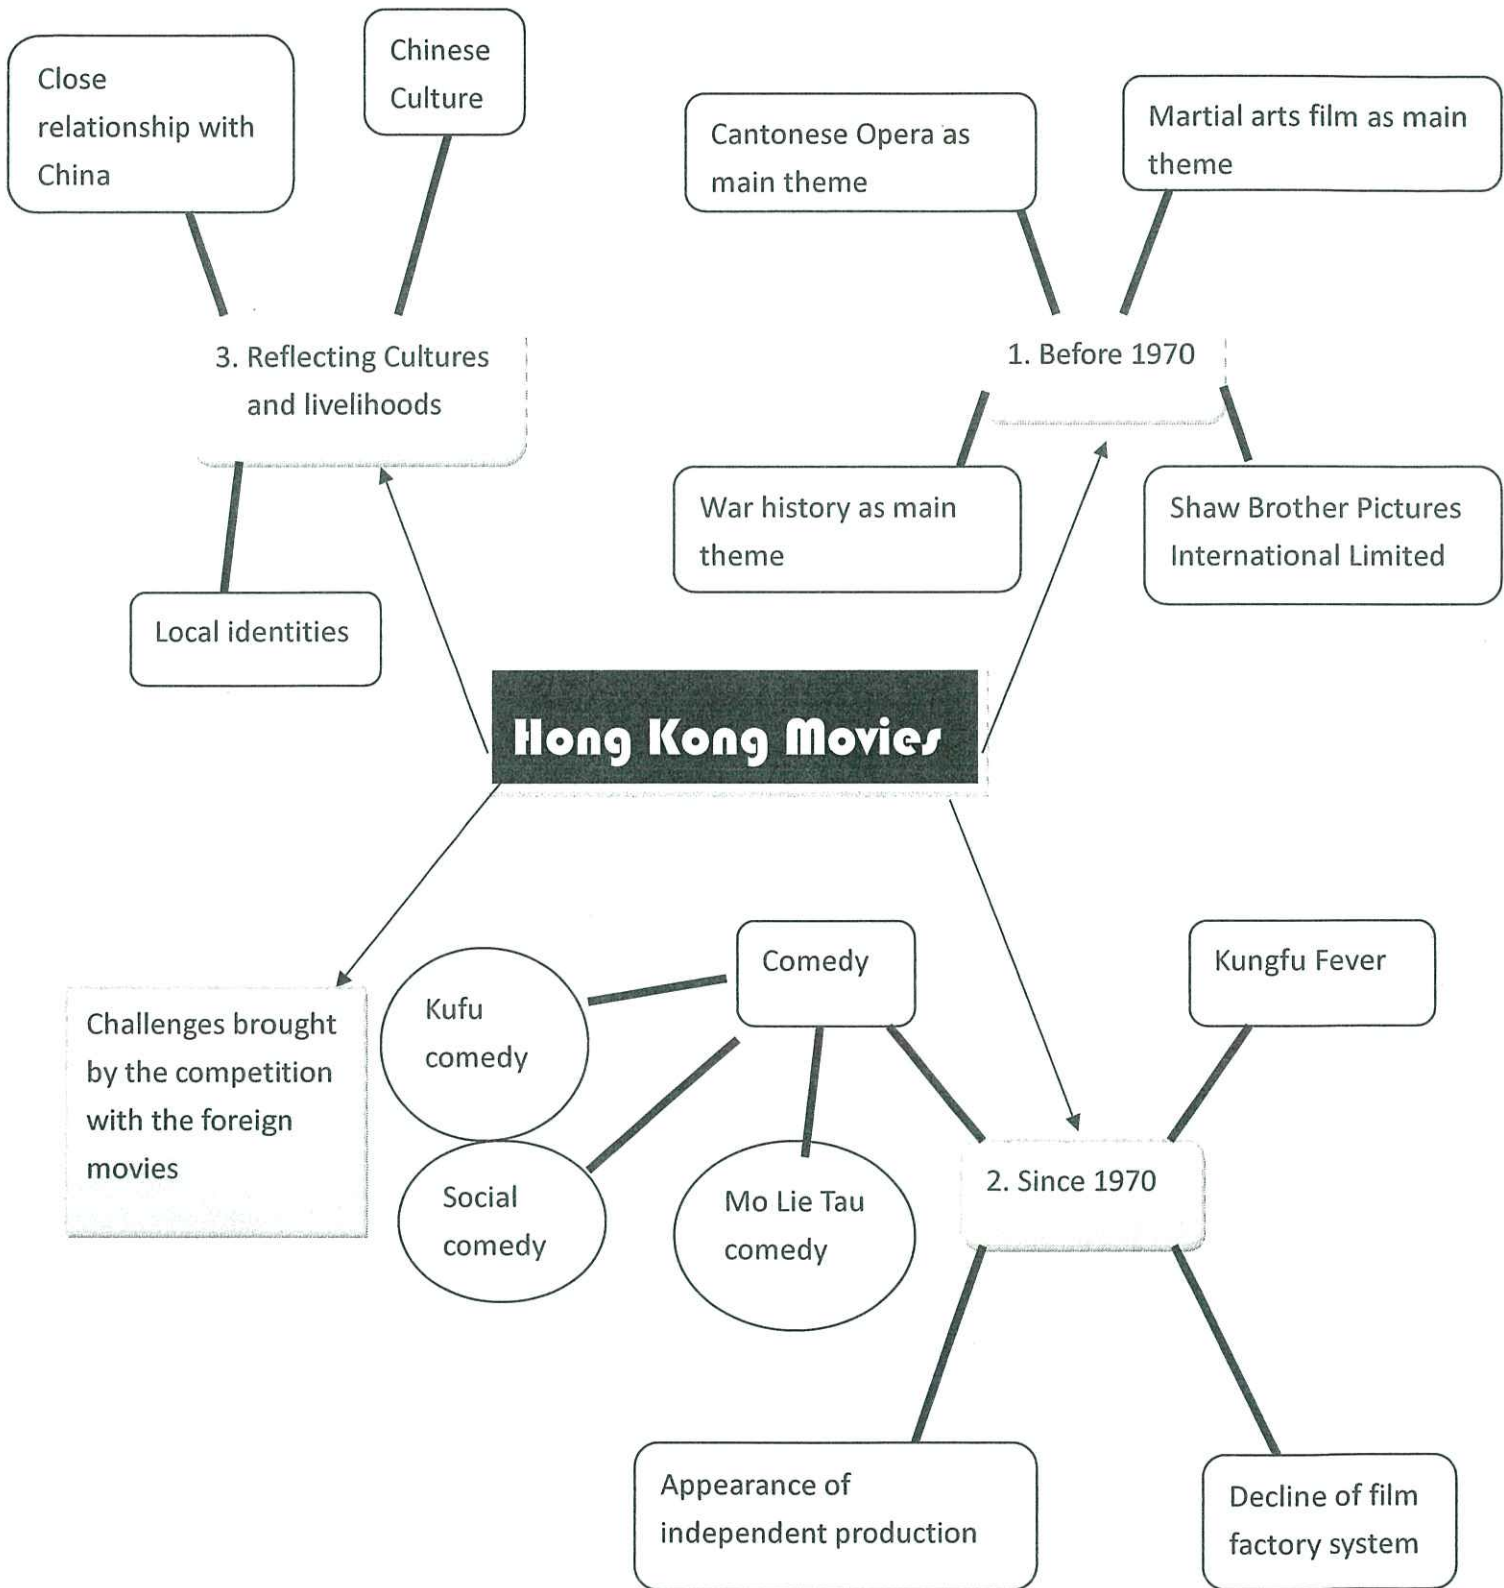 Close
relationship with
China
Chinese
Culture
Cantonese Opera as
main theme
Martial arts film as main
theme
3. Reflecting Cultures
and livelihoods
1. Before 1970
War history as main
theme
Shaw Brother Pictures
International Limited
Local identities
Hong Kong Movies
Challenges brought
by the competition
with the foreign
movies
Kufu
comedy
Comedy
Kungfu Fever
Social
comedy
Mo Lie Tau
comedy
2. Since 1970
Appearance of
independent production
Decline of film
factory system